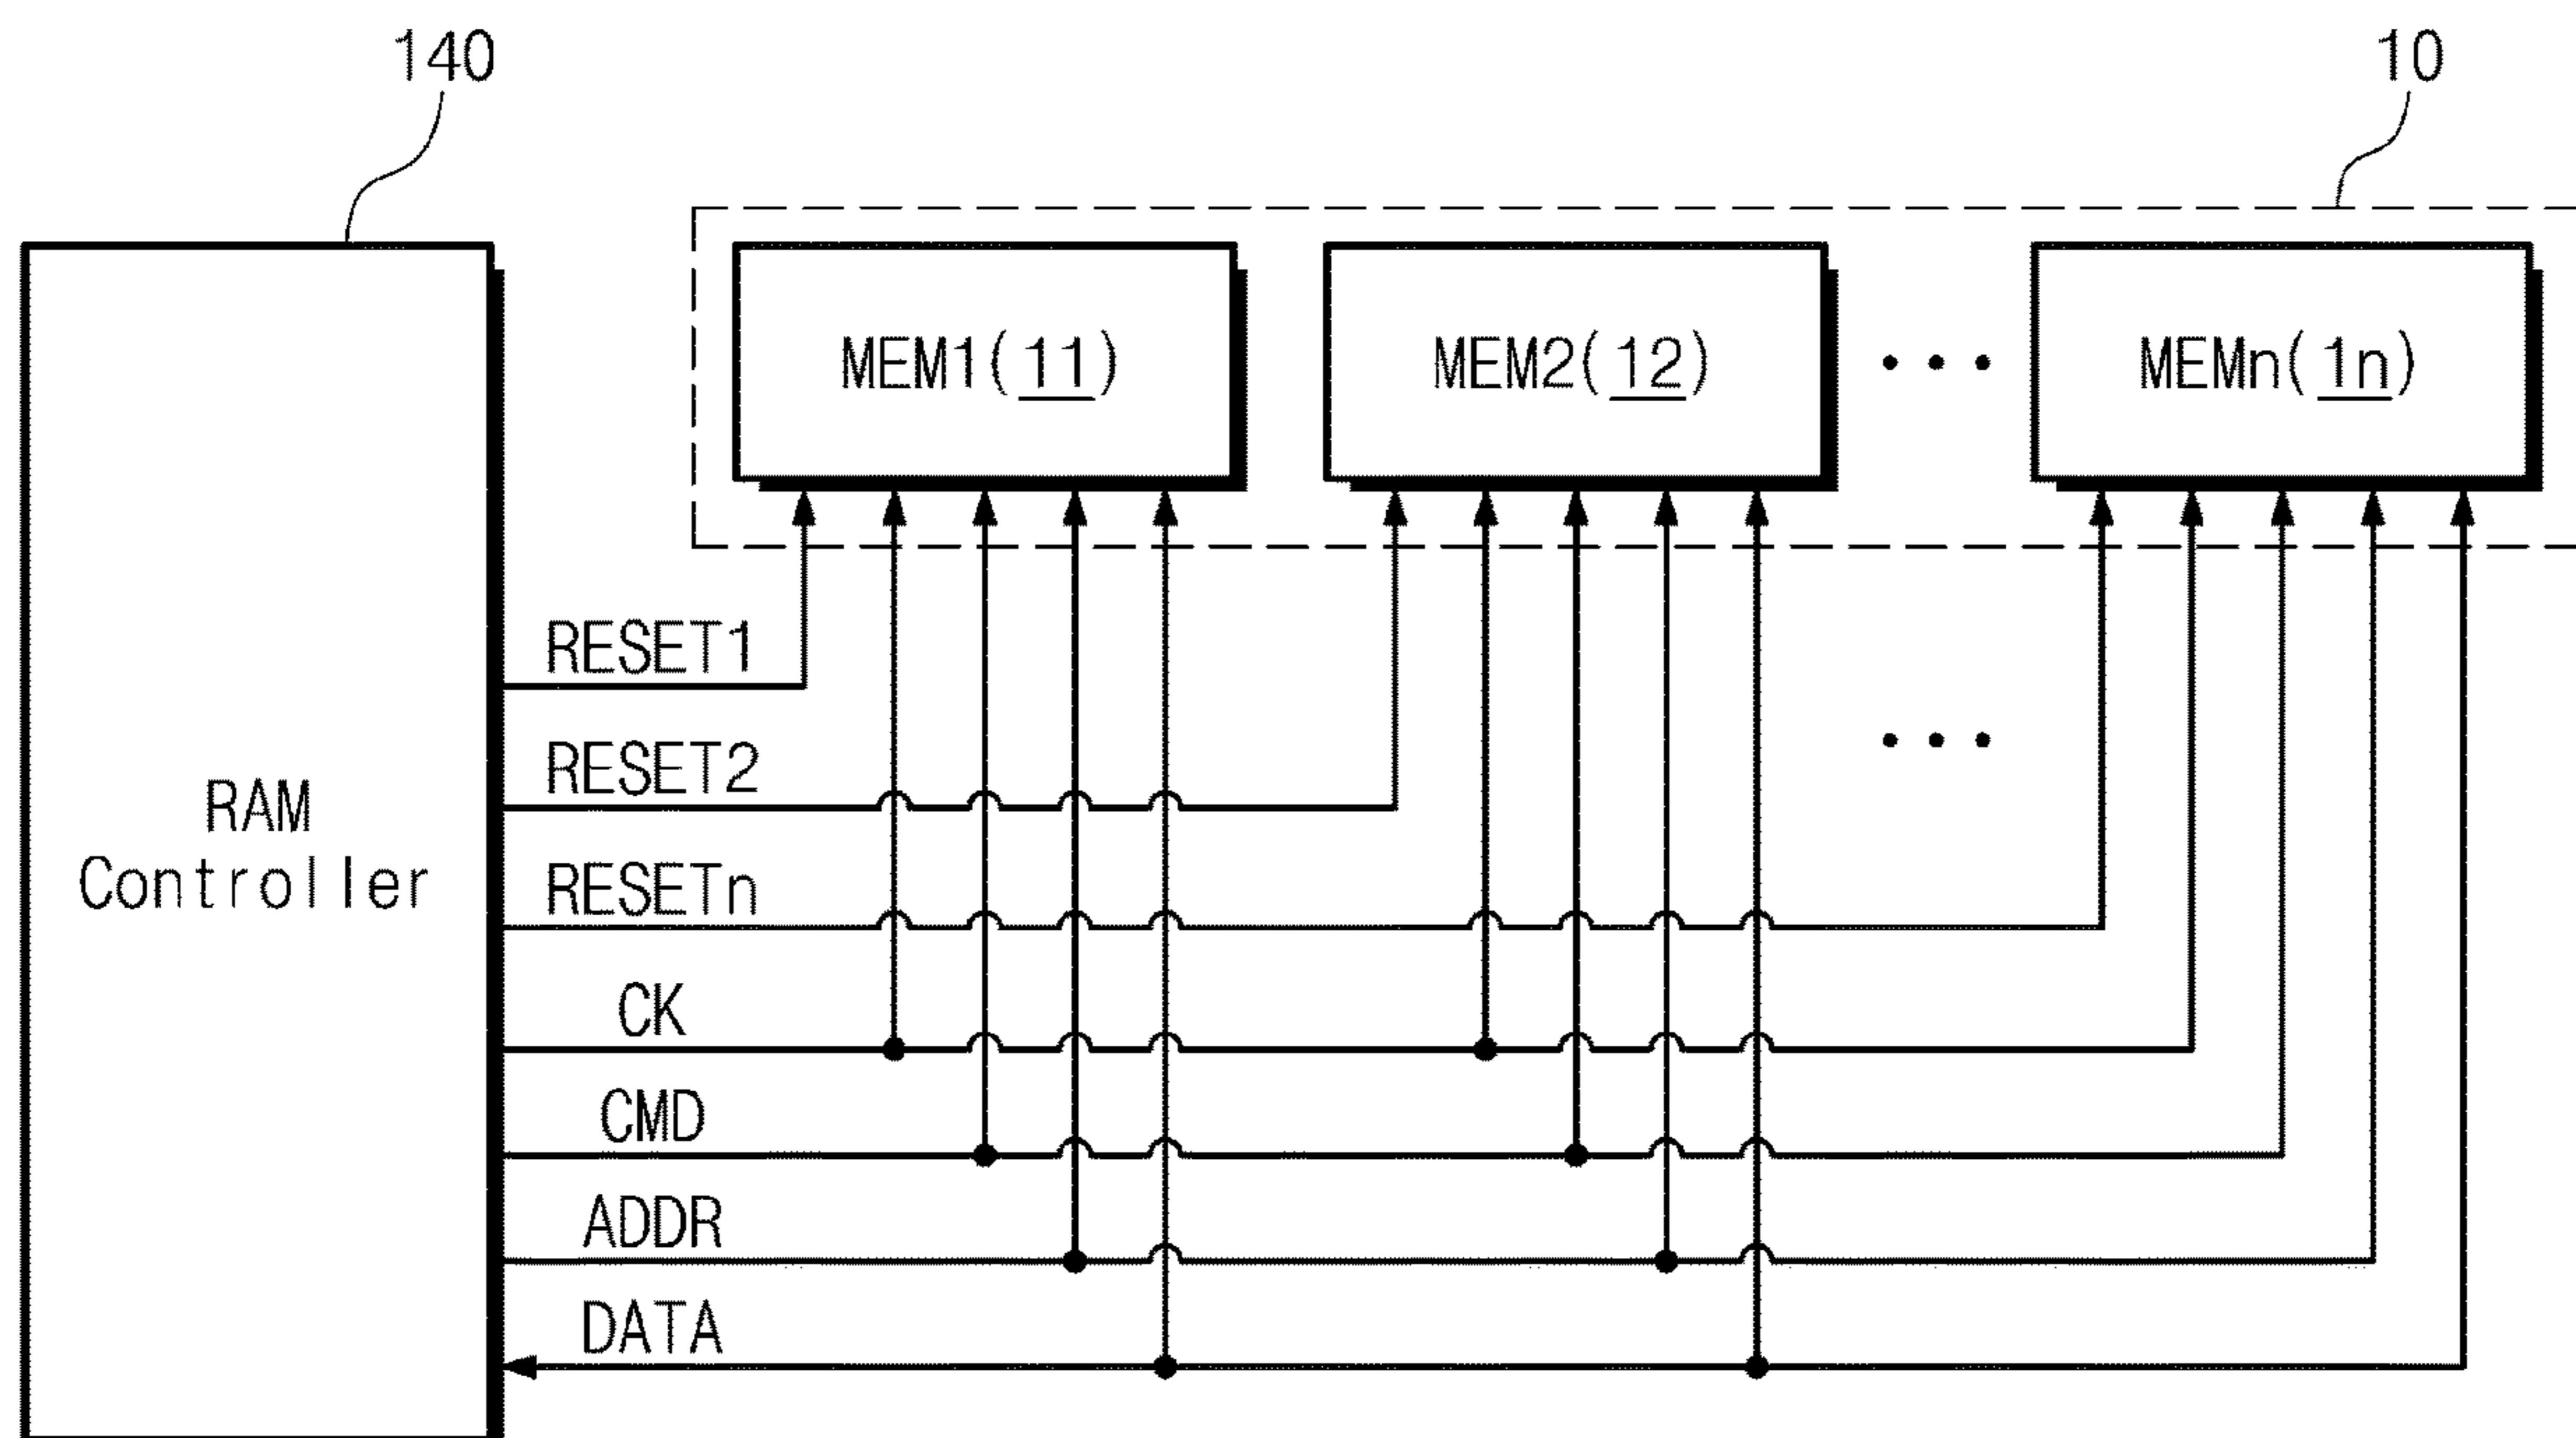 140
10
MEM1(11)
MEM2(12)
• • •
MEMn(1n)
RESET1
RESET2
• • •
RAM
Controller
RESETn
CK
CMD
ADDR
DATA